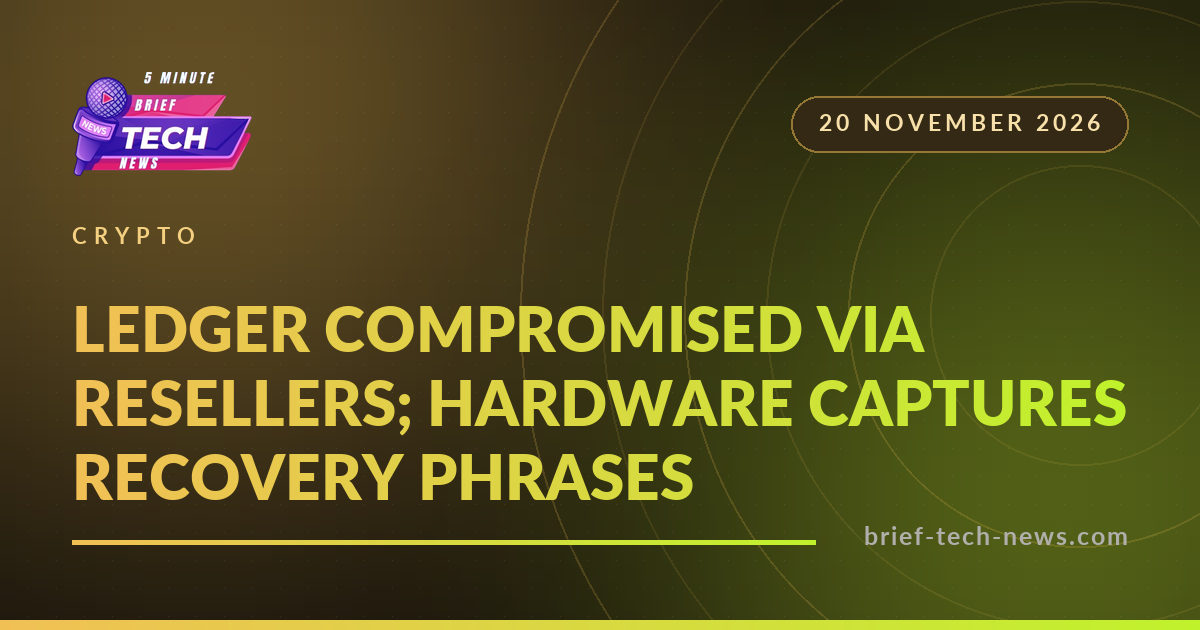 5 MINUTE
BRIEF
NEWS
TECH
NEWS
20 NOVEMBER 2026
CRYPTO
LEDGER COMPROMISED VIA
RESELLERS; HARDWARE CAPTURES
RECOVERY PHRASES
brief-tech-news.com